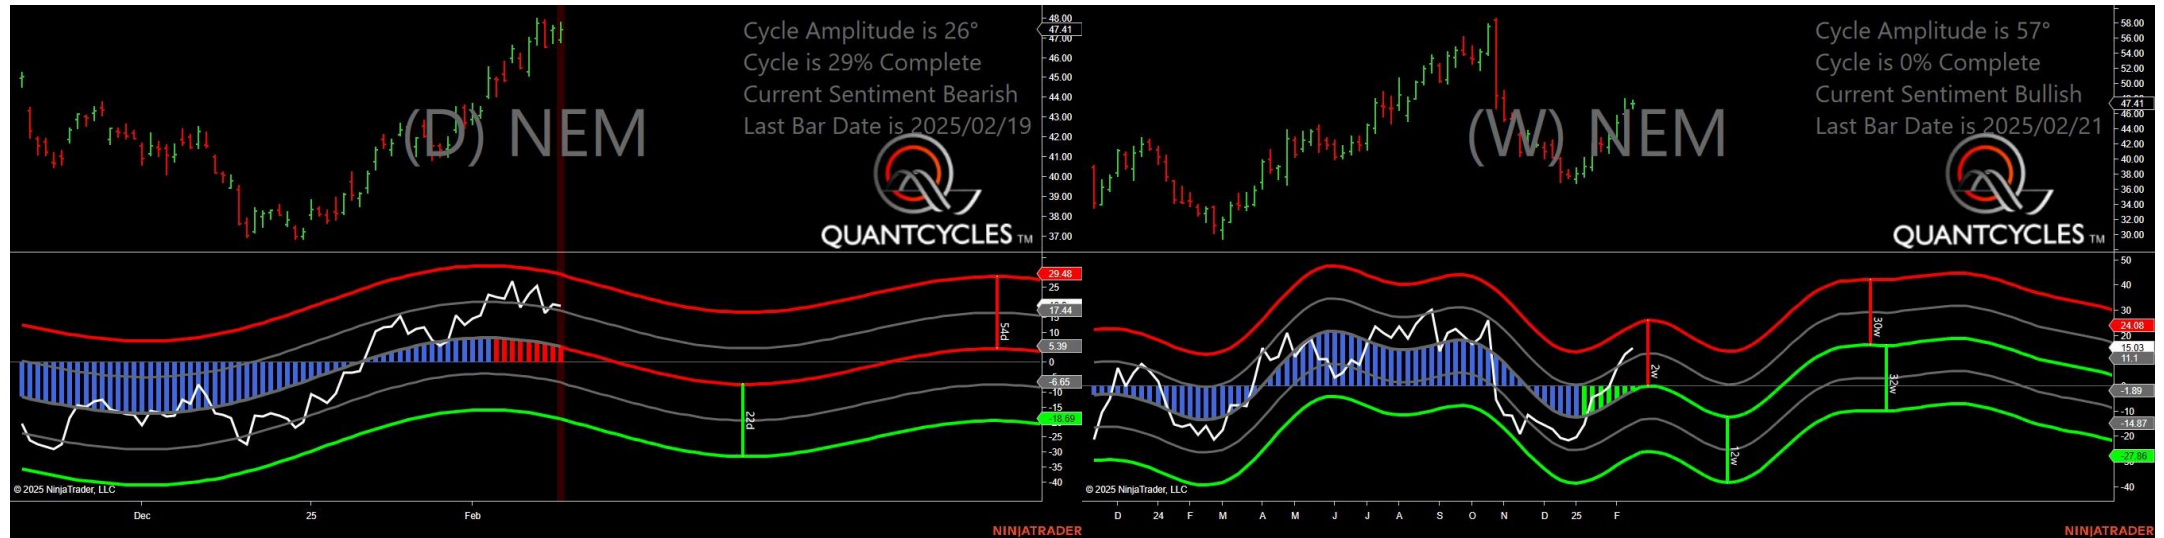 Cycle Amplitude is 26°
Cycle is 29% Complete
Current Sentiment Bearish
Last Bar Date is 2025/02/19
(D) NEM
QUANTCYCLES TM
48.00
47.41
47.00
46.00
45.00
44.00
43.00
42.00
41.00
40.00
39.00
38.00
37.00
29.48
25
17.44
15
10
5.39
0
-5
-6.65
-10
-15
-18.69
-25
-30
-35
-40
54d
22d
© 2025 NinjaTrader, LLC
Dec
25
Feb
NINJATRADER
Cycle Amplitude is 57°
Cycle is 0% Complete
Current Sentiment Bullish
Last Bar Date is 2025/02/21
(W) NEM
QUANTCYCLES TM
58.00
56.00
54.00
52.00
50.00
47.41
46.00
44.00
42.00
40.00
38.00
36.00
34.00
32.00
30.00
50
40
30
24.08
20
15.03
11.1
-1.89
-10
-14.87
-20
-27.86
-40
2w
12w
30w
32w
© 2025 NinjaTrader, LLC
D 24 F M A M J J A S O N D 25 F
NINJATRADER